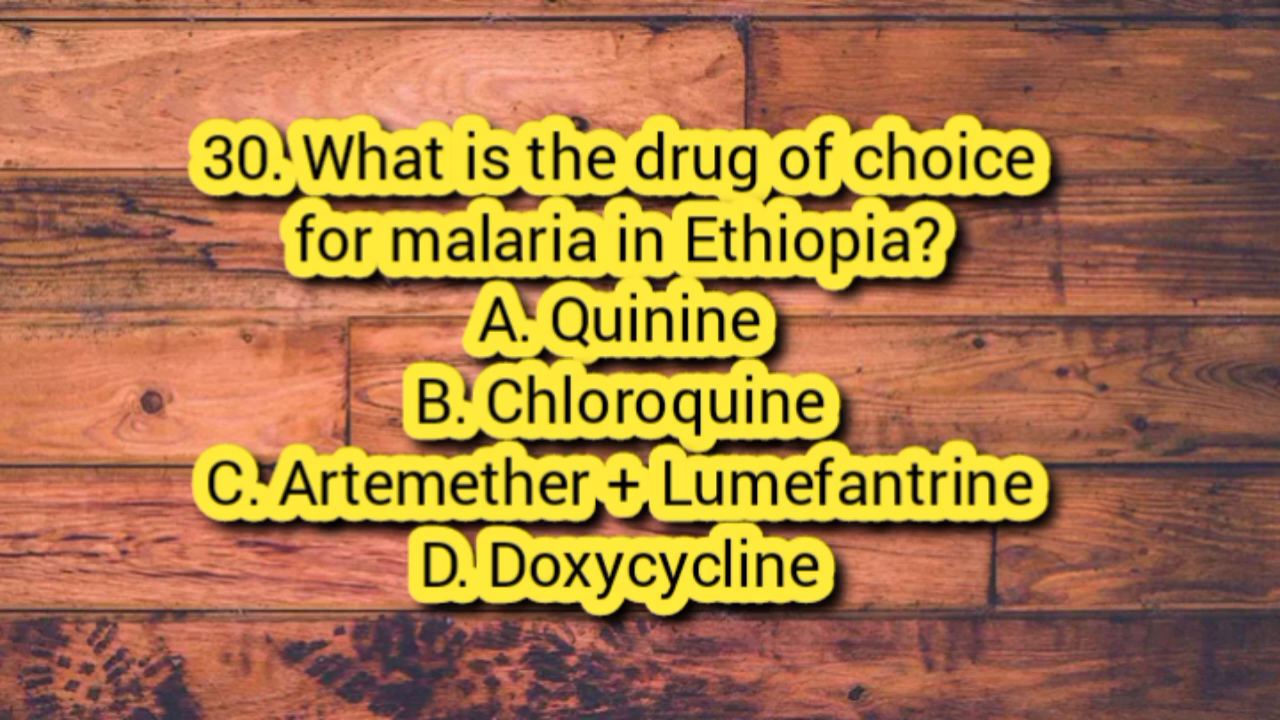 30. What is the drug of choice
for malaria in Ethiopia?
A. Quinine
B. Chloroquine
C. Artemether + Lumefantrine
D. Doxycycline